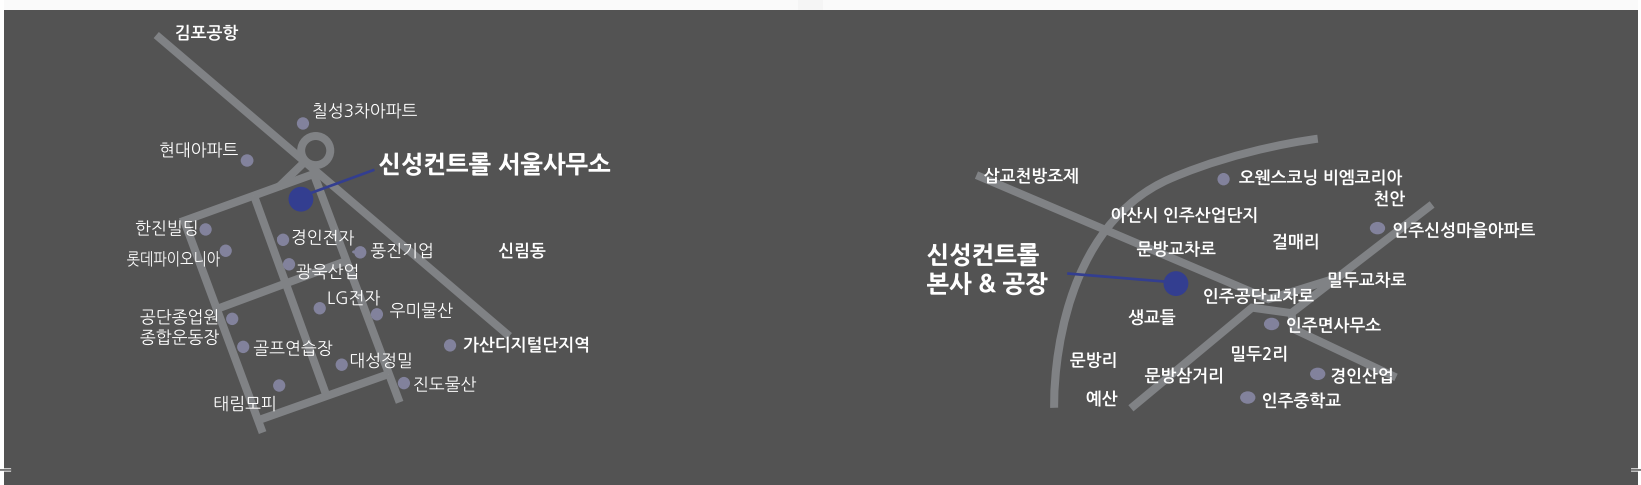 김포공항
칠성3차아파트
현대아파트
신성컨트롤 서울사무소
한진빌딩
경인전자
풍진기업
신림동
롯데파이오니아
광욱산업
LG전자
우미물산
공단종업원
종합운동장
골프연습장
대성정밀
가산디지털단지역
진도물산
태림모피
삽교천방조제
오웬스코닝 비엠코리아
천안
아산시 인주산업단지
인주신성마을아파트
걸매리
문방교차로
신성컨트롤
본사 & 공장
밀두교차로
인주공단교차로
생교들
인주면사무소
밀두2리
문방리
문방삼거리
경인산업
예산
인주중학교